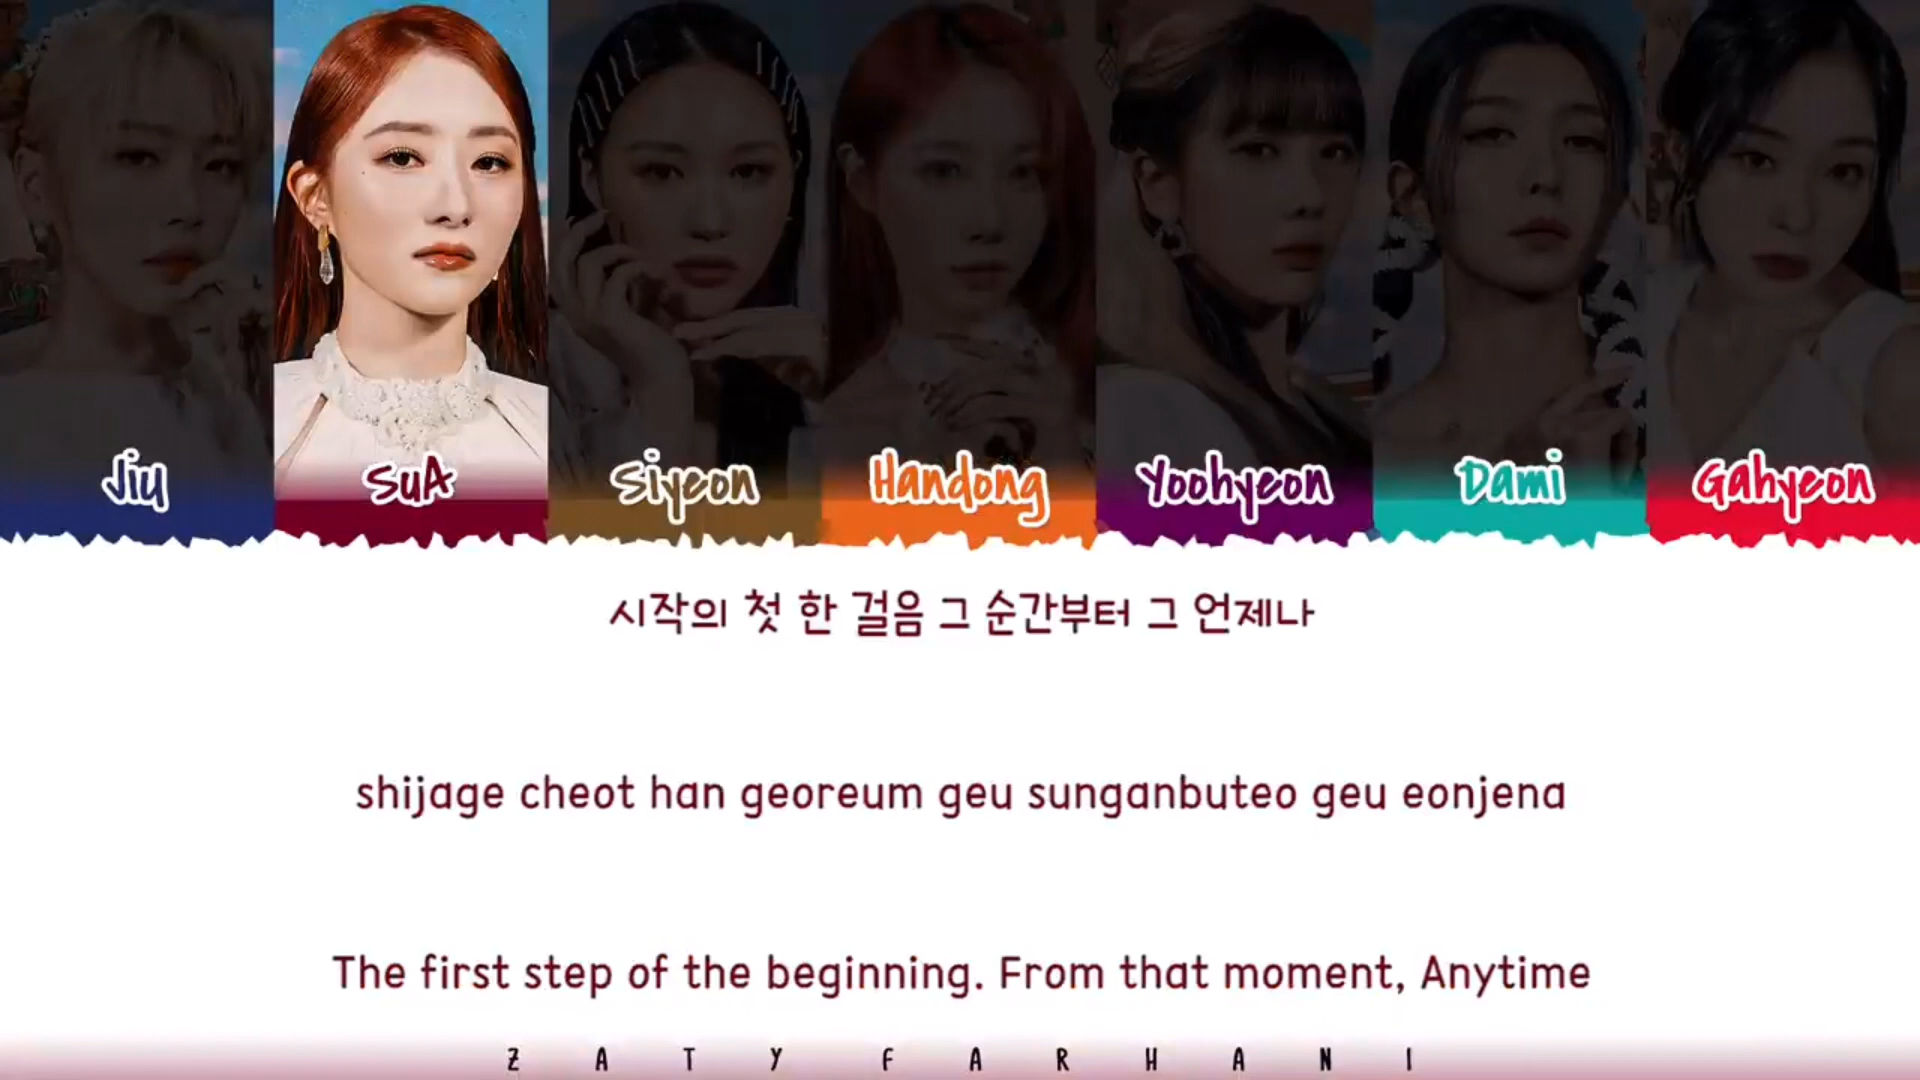 Jiu SuA Siyeon Handong Yoohyeon Dami Gahyeon
시작의 첫 한 걸음 그 순간부터 그 언제나
shijage cheot han georeum geu sunganbuteo geu eonjena
The first step of the beginning. From that moment, Anytime
ZATY FARHANI